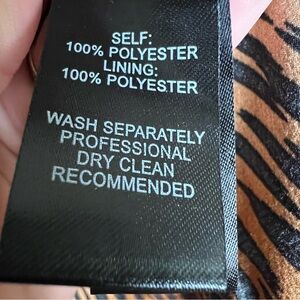 SELF:
100% POLYESTER
LINING:
100% POLYESTER
WASH SEPARATELY
PROFESSIONAL
DRY CLEAN
RECOMMENDED